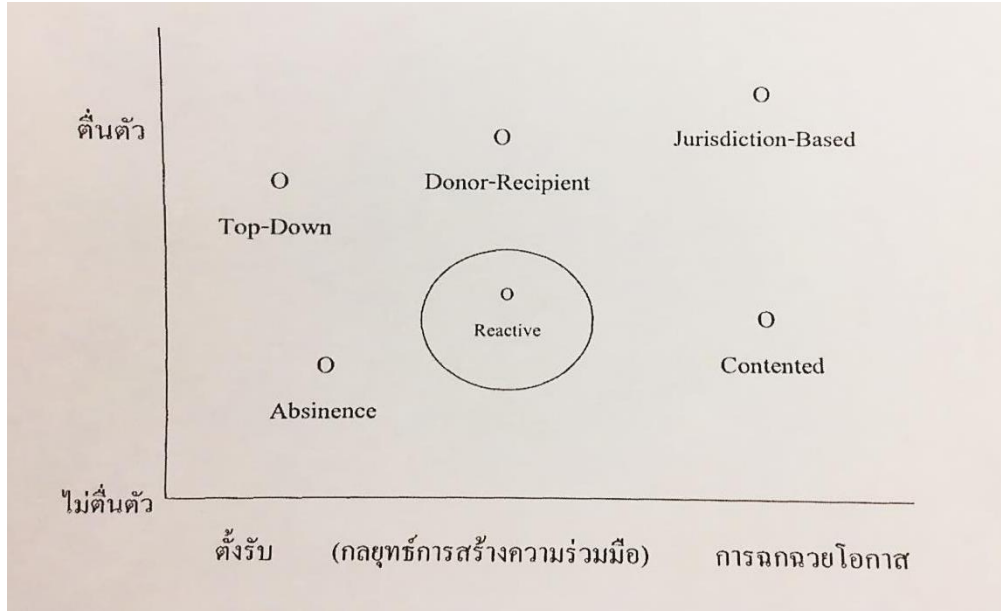 ตื่นตัว
O
Jurisdiction-Based
O
Donor-Recipient
O
Top-Down
O
Reactive
O
Contented
O
Absinence
ไม่ตื่นตัว
ตั้งรับ (กลยุทธ์การสร้างความร่วมมือ) การฉกฉวยโอกาส